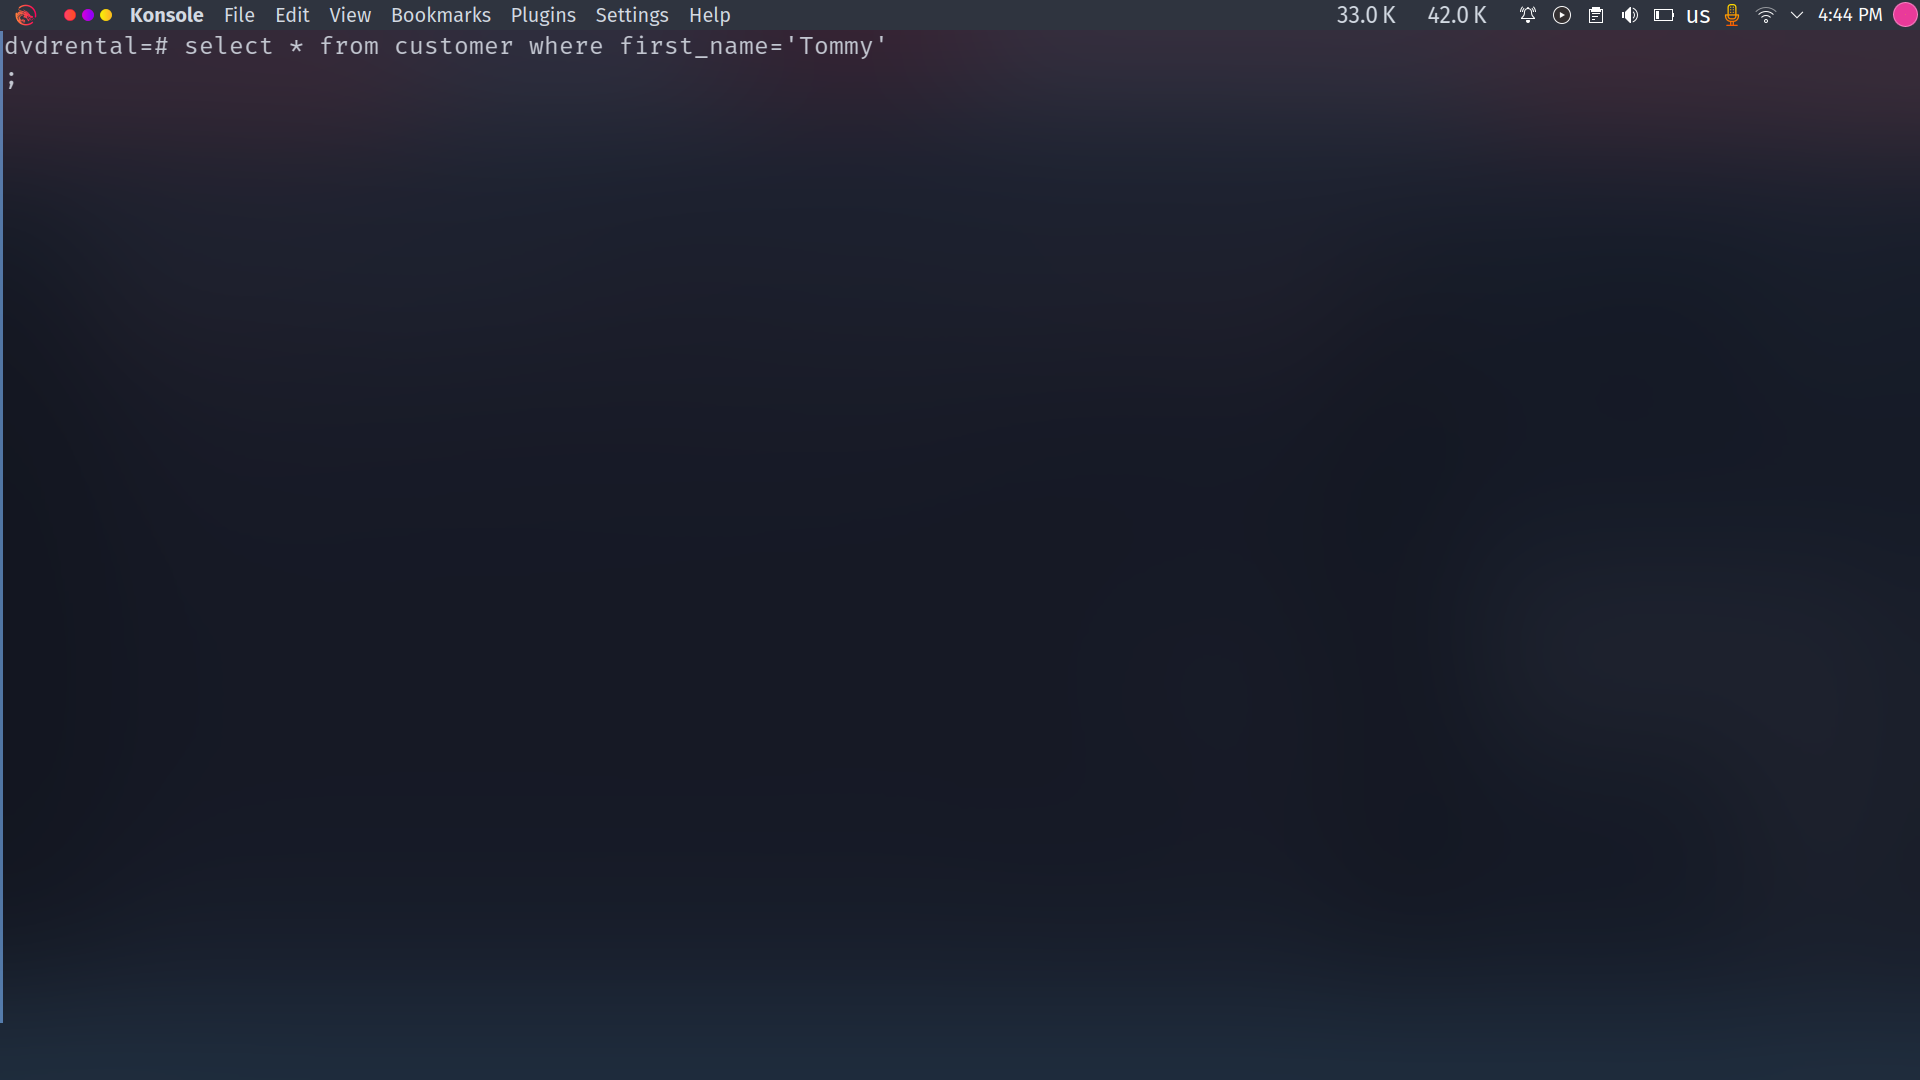 Konsole File Edit View Bookmarks Plugins Settings Help 33.0 K 42.0 K us 4:44 PM
dvdrental=# select * from customer where first_name='Tommy'
;